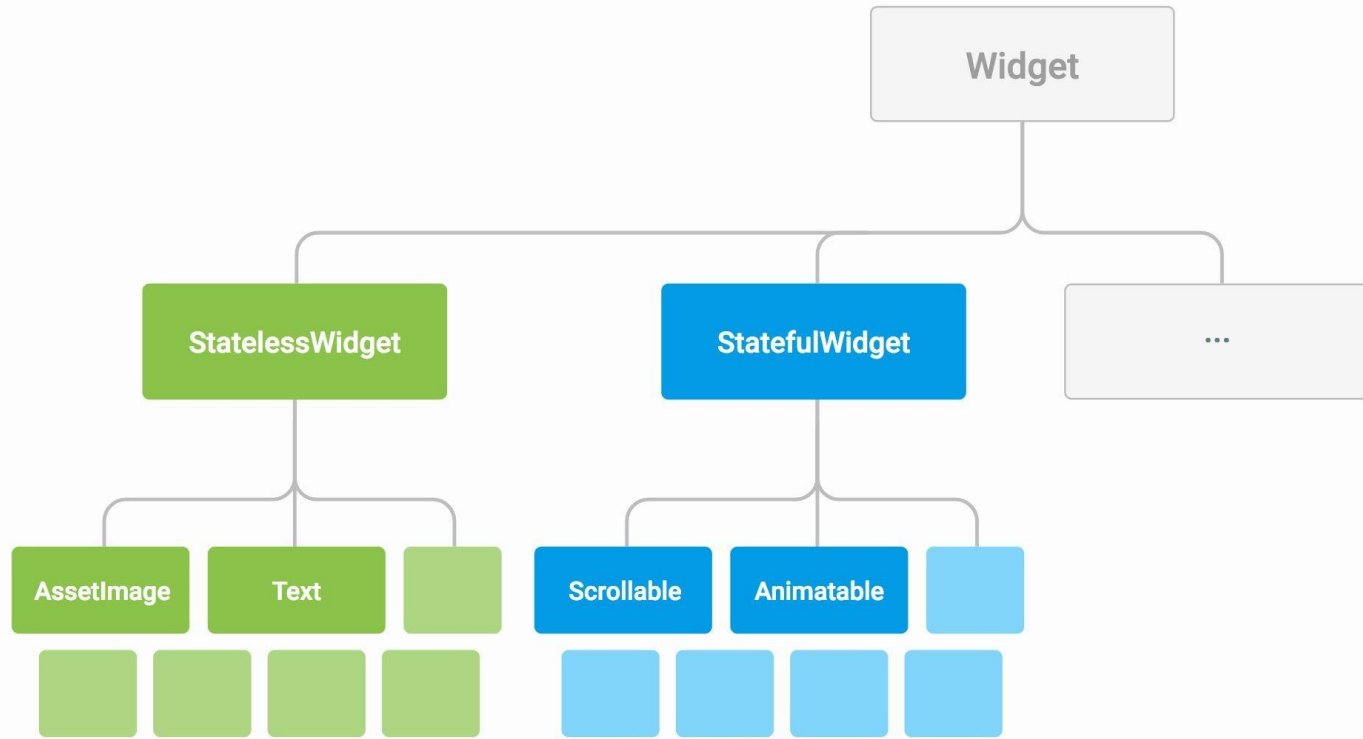 Widget
StatelessWidget
StatefulWidget
...
AssetImage
Text
Scrollable
Animatable